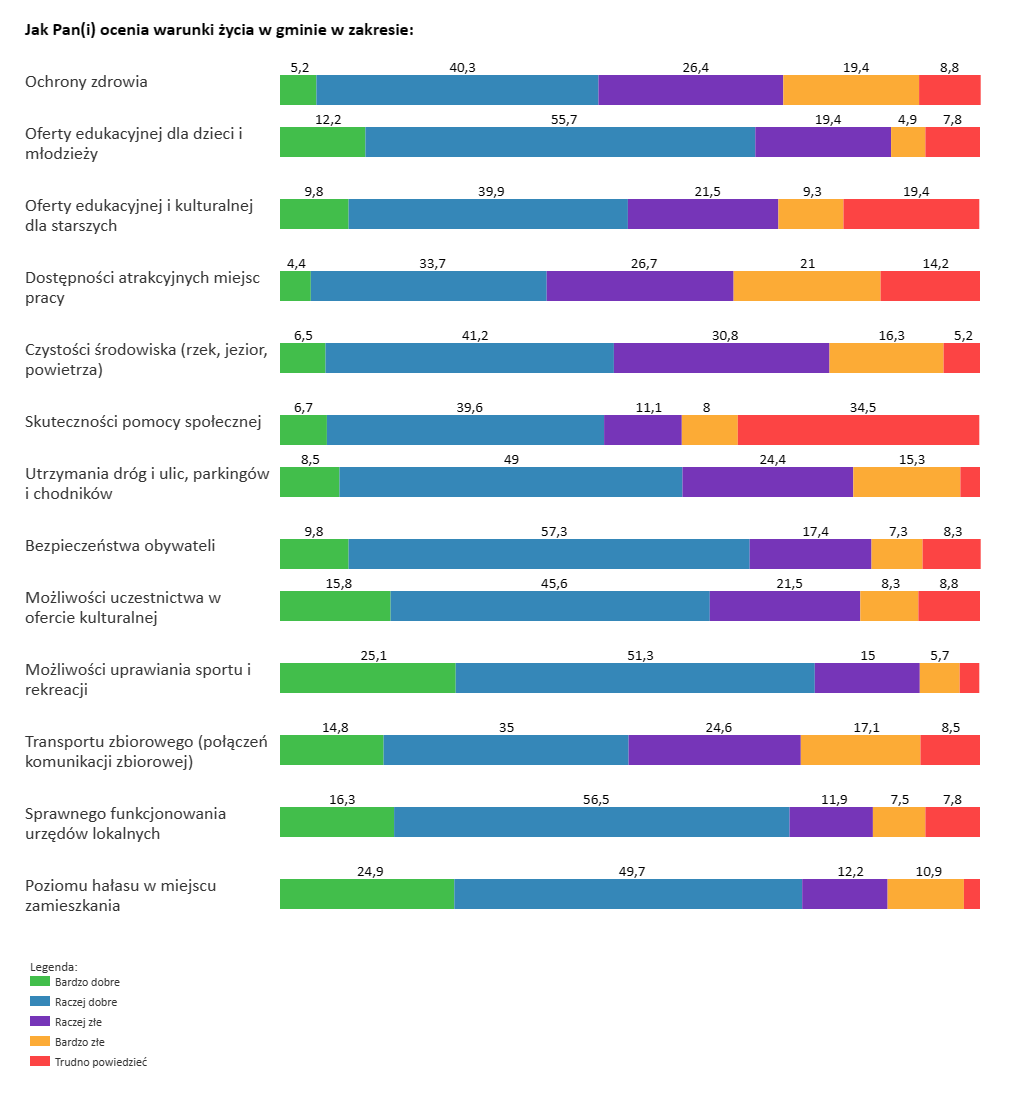 Jak Pan(i) ocenia warunki życia w gminie w zakresie:
5,2 40,3 26,4 19,4 8,8
Ochrony zdrowia
12,2 55,7 19,4 4,9 7,8
Oferty edukacyjnej dla dzieci i
młodzieży
9,8 39,9 21,5 9,3 19,4
Oferty edukacyjnej i kulturalnej
dla starszych
4,4 33,7 26,7 21 14,2
Dostępności atrakcyjnych miejsc
pracy
6,5 41,2 30,8 16,3 5,2
Czystości środowiska (rzek, jezior,
powietrza)
6,7 39,6 11,1 8 34,5
Skuteczności pomocy społecznej
8,5 49 24,4 15,3
Utrzymania dróg i ulic, parkingów
i chodników
9,8 57,3 17,4 7,3 8,3
Bezpieczeństwa obywateli
15,8 45,6 21,5 8,3 8,8
Możliwości uczestnictwa w
ofercie kulturalnej
25,1 51,3 15 5,7
Możliwości uprawiania sportu i
rekreacji
14,8 35 24,6 17,1 8,5
Transportu zbiorowego (połączeń
komunikacji zbiorowej)
16,3 56,5 11,9 7,5 7,8
Sprawnego funkcjonowania
urzędów lokalnych
24,9 49,7 12,2 10,9
Poziomu hałasu w miejscu
zamieszkania
Legenda:
Bardzo dobre
Raczej dobre
Raczej złe
Bardzo złe
Trudno powiedzieć